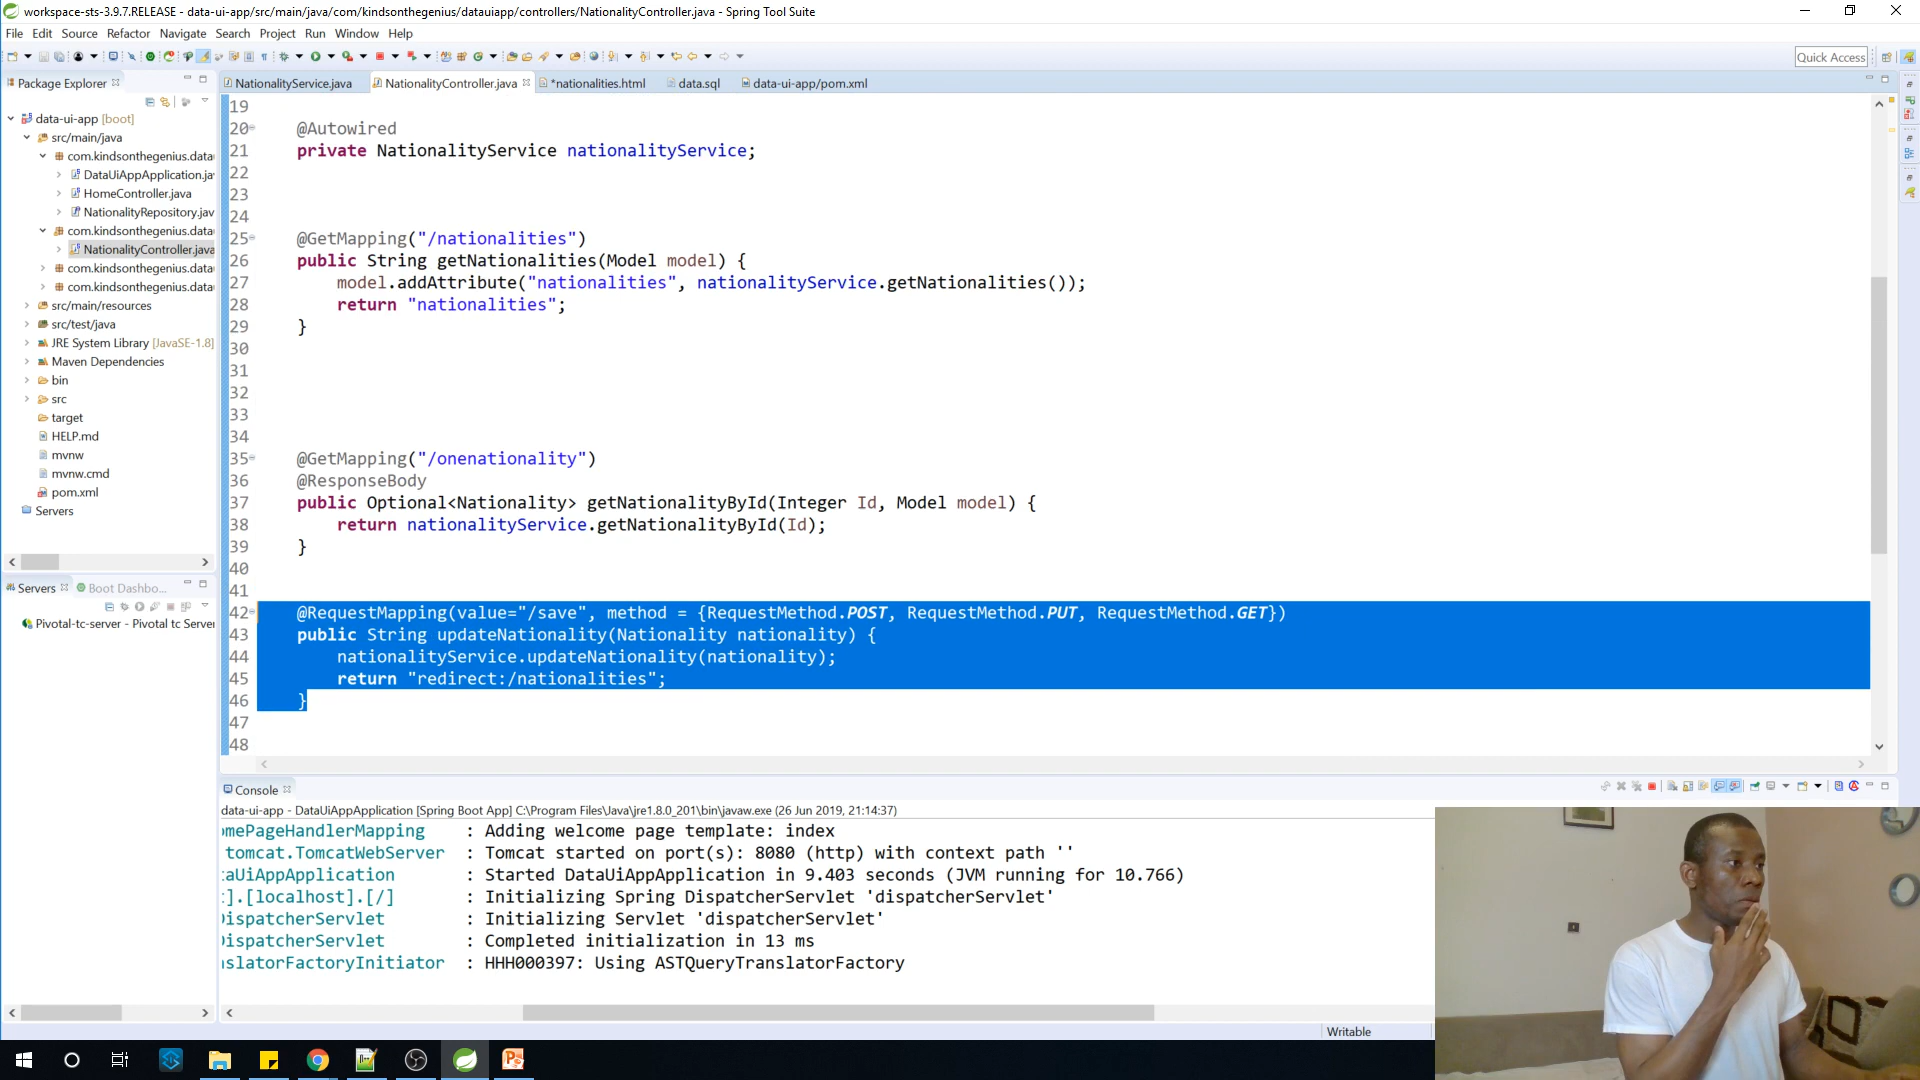 workspace-sts-3.9.7.RELEASE - data-ui-app/src/main/java/com/kindsonthegenius/datauiapp/controllers/NationalityController.java - Spring Tool Suite
File Edit Source Refactor Navigate Search Project Run Window Help
Quick Access
Package Explorer
NationalityService.java
NationalityController.java
*nationalities.html
data.sql
data-ui-app/pom.xml
data-ui-app [boot]
src/main/java
com.kindsonthegenius.data
DataUiAppApplication.ja
HomeController.java
NationalityRepository.jav
com.kindsonthegenius.data
NationalityController.java
com.kindsonthegenius.data
com.kindsonthegenius.data
src/main/resources
src/test/java
JRE System Library [JavaSE-1.8]
Maven Dependencies
bin
src
target
HELP.md
mvnw
mvnw.cmd
pom.xml
Servers
Servers
Boot Dashbo...
Pivotal-tc-server - Pivotal tc Server
19
20 @Autowired
21 private NationalityService nationalityService;
22
23
24
25 @GetMapping("/nationalities")
26 public String getNationalities(Model model) {
27 model.addAttribute("nationalities", nationalityService.getNationalities());
28 return "nationalities";
29 }
30
31
32
33
34
35 @GetMapping("/onenationality")
36 @ResponseBody
37 public Optional<Nationality> getNationalityById(Integer Id, Model model) {
38 return nationalityService.getNationalityById(Id);
39 }
40
41
42 @RequestMapping(value="/save", method = {RequestMethod.POST, RequestMethod.PUT, RequestMethod.GET})
43 public String updateNationality(Nationality nationality) {
44 nationalityService.updateNationality(nationality);
45 return "redirect:/nationalities";
46 }
47
48
Console
data-ui-app - DataUiAppApplication [Spring Boot App] C:\Program Files\Java\jre1.8.0_201\bin\javaw.exe (26 Jun 2019, 21:14:37)
omePageHandlerMapping : Adding welcome page template: index
tomcat.TomcatWebServer : Tomcat started on port(s): 8080 (http) with context path ''
aUiAppApplication : Started DataUiAppApplication in 9.403 seconds (JVM running for 10.766)
].[localhost].[/] : Initializing Spring DispatcherServlet 'dispatcherServlet'
DispatcherServlet : Initializing Servlet 'dispatcherServlet'
DispatcherServlet : Completed initialization in 13 ms
nslatorFactoryInitiator : HHH000397: Using ASTQueryTranslatorFactory
Writable